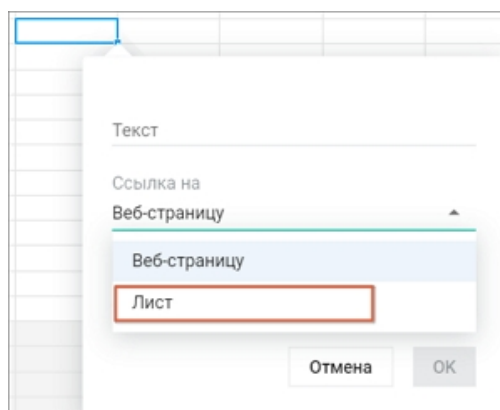 Текст
Ссылка на
Веб-страницу
Веб-страницу
Лист
Отмена OK